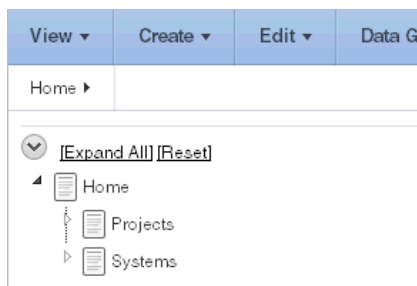 View Create Edit Data G
Home
[Expand All] [Reset]
Home
Projects
Systems